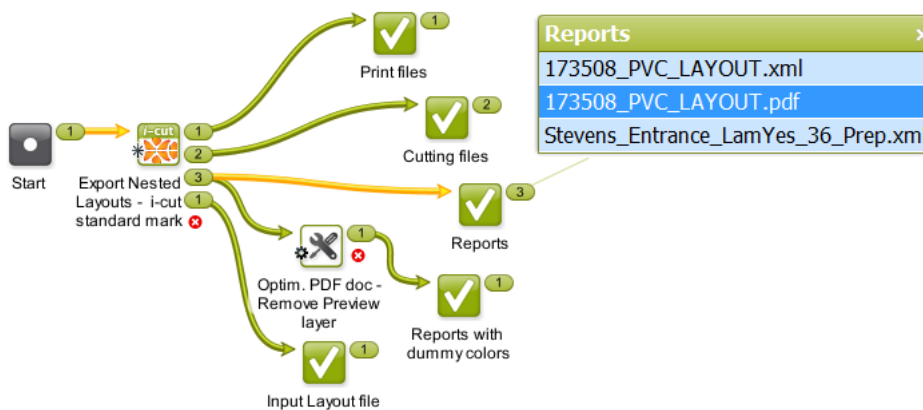 1
Print files
Reports
x
173508_PVC_LAYOUT.xml
173508_PVC_LAYOUT.pdf
Stevens_Entrance_LamYes_36_Prep.xm
2
Cutting files
1
i-cut
1
2
3
1
Start
Export Nested
Layouts - i-cut
standard mark
3
Reports
1
Optim. PDF doc -
Remove Preview
layer
1
Reports with
dummy colors
1
Input Layout file